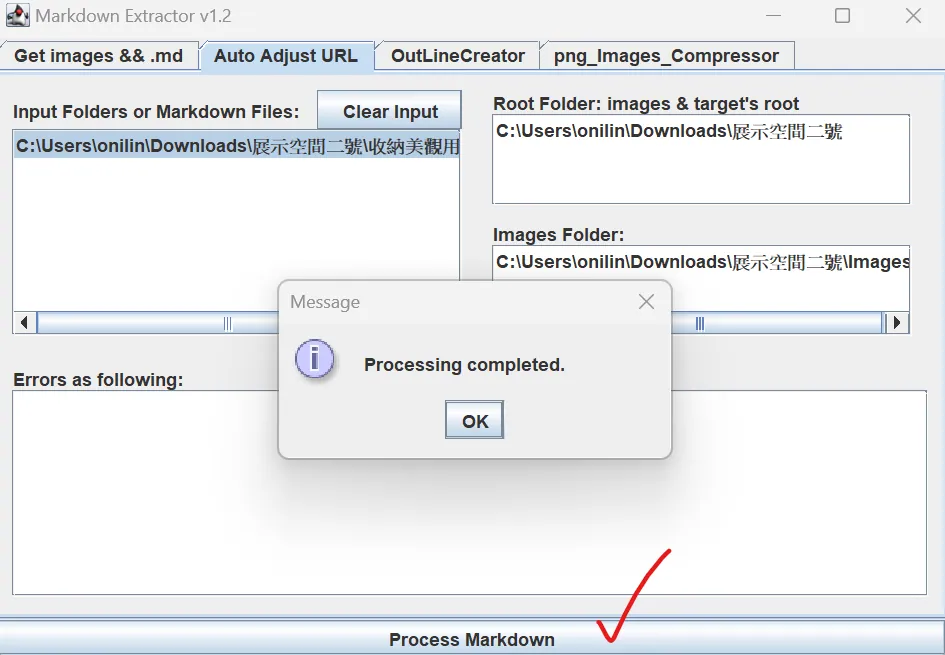 Markdown Extractor v1.2
Get images && .md
Auto Adjust URL
OutLineCreator
png_Images_Compressor
Input Folders or Markdown Files:
Clear Input
C:\Users\onilin\Downloads\展示空間二號\收納美觀用
Root Folder: images & target's root
C:\Users\onilin\Downloads\展示空間二號
Images Folder:
C:\Users\onilin\Downloads\展示空間二號\Images
Message
Processing completed.
OK
Errors as following:
Process Markdown